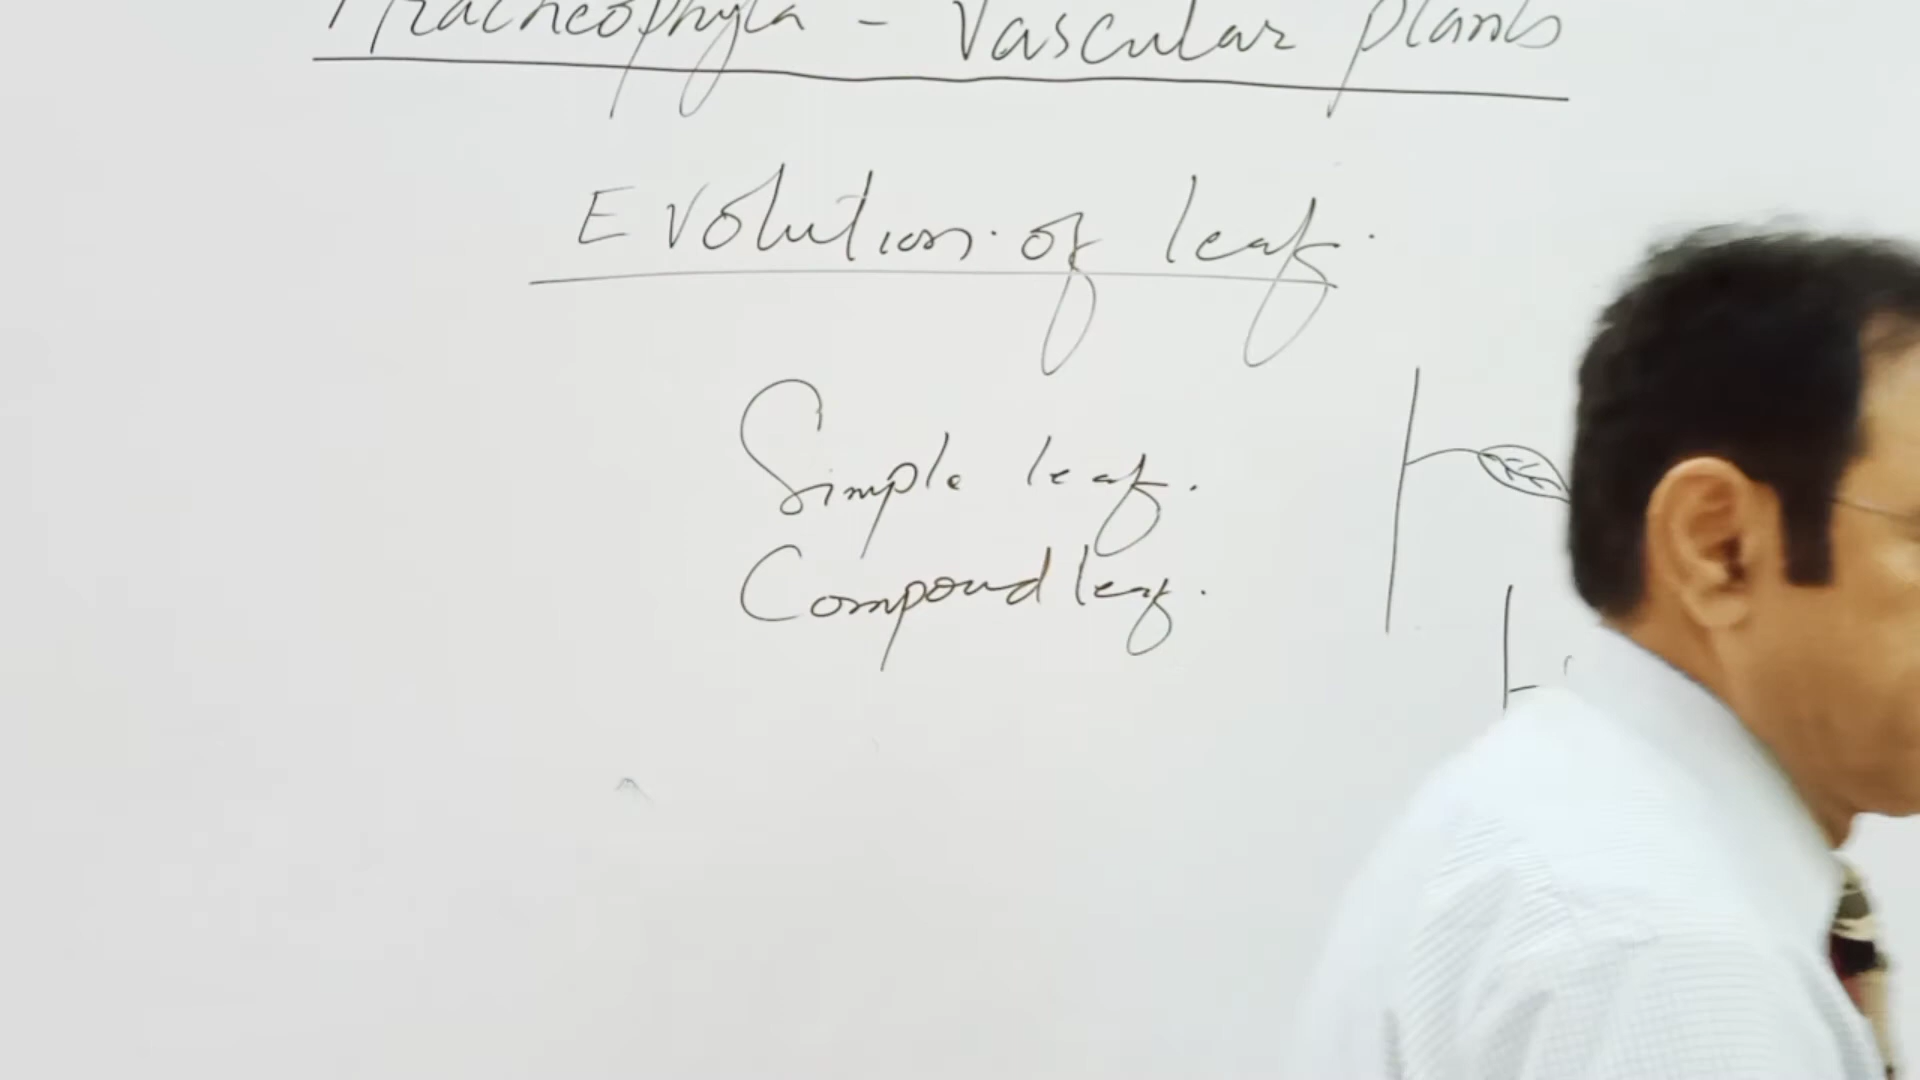 Tracheophyta - Vascular plants
Evolution of leaf.
Simple leaf.
Compound leaf.